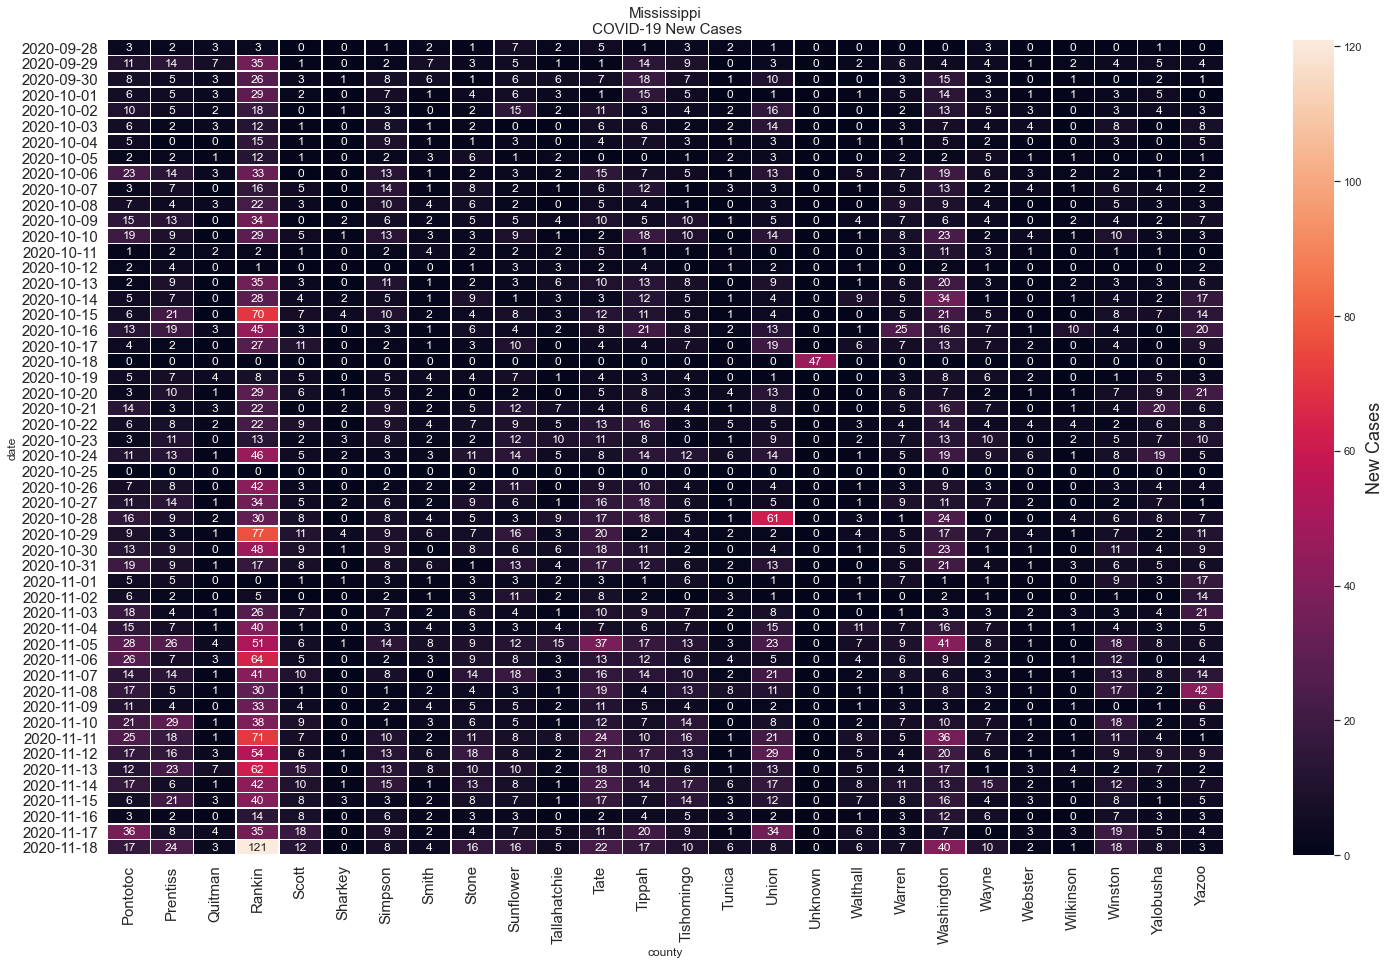 Mississippi
COVID-19 New Cases
2020-09-28 3 2 3 3 0 0 1 2 1 7 2 5 1 3 2 1 0 0 0 0 3 0 0 0 1 0
2020-09-29 11 14 7 35 1 0 2 7 3 5 1 1 14 9 0 3 0 2 6 4 4 1 2 4 5 4
2020-09-30 8 5 3 26 3 1 8 6 1 6 6 7 18 7 1 10 0 0 3 15 3 0 1 0 2 1
2020-10-01 6 5 3 29 2 0 7 1 4 6 3 1 15 5 0 1 0 1 5 14 3 1 1 3 5 0
2020-10-02 10 5 2 18 0 1 3 0 2 15 2 11 3 4 2 16 0 0 2 13 5 3 0 3 4 3
2020-10-03 6 2 3 12 1 0 8 1 2 0 0 6 6 2 2 14 0 0 3 7 4 4 0 8 0 8
2020-10-04 5 0 0 15 1 0 9 1 1 3 0 4 7 3 1 3 0 1 1 5 2 0 0 3 0 5
2020-10-05 2 2 1 12 1 0 2 3 6 1 2 0 0 1 2 3 0 0 2 2 5 1 1 0 0 1
2020-10-06 23 14 3 33 0 0 13 1 2 3 2 15 7 5 1 13 0 5 7 19 6 3 2 2 1 2
2020-10-07 3 7 0 16 5 0 14 1 8 2 1 6 12 1 3 3 0 1 5 13 2 4 1 6 4 2
2020-10-08 7 4 3 22 3 0 10 4 6 2 0 5 4 1 0 3 0 0 9 9 4 0 0 5 3 3
2020-10-09 15 13 0 34 0 2 6 2 5 5 4 10 5 10 1 5 0 4 7 6 4 0 2 4 2 7
2020-10-10 19 9 0 29 5 1 13 3 3 9 1 2 18 10 0 14 0 1 8 23 2 4 1 10 3 3
2020-10-11 1 2 2 2 1 0 2 4 2 2 2 5 1 1 1 0 0 0 3 11 3 1 0 1 1 0
2020-10-12 2 4 0 1 0 0 0 0 1 3 3 2 4 0 1 2 0 1 0 2 1 0 0 0 0 2
2020-10-13 2 9 0 35 3 0 11 1 2 3 6 10 13 8 0 9 0 1 6 20 3 0 2 3 3 6
2020-10-14 5 7 0 28 4 2 5 1 9 1 3 3 12 5 1 4 0 9 5 34 1 0 1 4 2 17
2020-10-15 6 21 0 70 7 4 10 2 4 8 3 12 11 5 1 4 0 0 5 21 5 0 0 8 7 14
2020-10-16 13 19 3 45 3 0 3 1 6 4 2 8 21 8 2 13 0 1 25 16 7 1 10 4 0 20
2020-10-17 4 2 0 27 11 0 2 1 3 10 0 4 4 7 0 19 0 6 7 13 7 2 0 4 0 9
2020-10-18 0 0 0 0 0 0 0 0 0 0 0 0 0 0 0 0 47 0 0 0 0 0 0 0 0 0
2020-10-19 5 7 4 8 5 0 5 4 4 7 1 4 3 4 0 1 0 0 3 8 6 2 0 1 5 3
2020-10-20 3 10 1 29 6 1 5 2 0 2 0 5 8 3 4 13 0 0 6 7 2 1 1 7 9 21
2020-10-21 14 3 3 22 0 2 9 2 5 12 7 4 6 4 1 8 0 0 5 16 7 0 1 4 20 6
2020-10-22 6 8 2 22 9 0 9 4 7 9 5 13 16 3 5 5 0 3 4 14 4 4 4 2 6 8
2020-10-23 3 11 0 13 2 3 8 2 2 12 10 11 8 0 1 9 0 2 7 13 10 0 2 5 7 10
2020-10-24 11 13 1 46 5 2 3 3 11 14 5 8 14 12 6 14 0 1 5 19 9 6 1 8 19 5
2020-10-25 0 0 0 0 0 0 0 0 0 0 0 0 0 0 0 0 0 0 0 0 0 0 0 0 0 0
2020-10-26 7 8 0 42 3 0 2 2 2 11 0 9 10 4 0 4 0 1 3 9 3 0 0 3 4 4
2020-10-27 11 14 1 34 5 2 6 2 9 6 1 16 18 6 1 5 0 1 9 11 7 2 0 2 7 1
2020-10-28 16 9 2 30 8 0 8 4 5 3 9 17 18 5 1 61 0 3 1 24 0 0 4 6 8 7
2020-10-29 9 3 1 77 11 4 9 6 7 16 3 20 2 4 2 2 0 4 5 17 7 4 1 7 2 11
2020-10-30 13 9 0 48 9 1 9 0 8 6 6 18 11 2 0 4 0 1 5 23 1 1 0 11 4 9
2020-10-31 19 9 1 17 8 0 8 6 1 13 4 17 12 6 2 13 0 0 5 21 4 1 3 6 5 6
2020-11-01 5 5 0 0 1 1 3 1 3 3 2 3 1 6 0 1 0 1 7 1 1 0 0 9 3 17
2020-11-02 6 2 0 5 0 0 2 1 3 11 2 8 2 0 3 1 0 1 0 2 1 0 0 1 0 14
2020-11-03 18 4 1 26 7 0 7 2 6 4 1 10 9 7 2 8 0 0 1 3 3 2 3 3 4 21
2020-11-04 15 7 1 40 1 0 3 4 3 3 4 7 6 7 0 15 0 11 7 16 7 1 1 4 3 5
2020-11-05 28 26 4 51 6 1 14 8 9 12 15 37 17 13 3 23 0 7 9 41 8 1 0 18 8 6
2020-11-06 26 7 3 64 5 0 2 3 9 8 3 13 12 6 4 5 0 4 6 9 2 0 1 12 0 4
2020-11-07 14 14 1 41 10 0 8 0 14 18 3 16 14 10 2 21 0 2 8 6 3 1 1 13 8 14
2020-11-08 17 5 1 30 1 0 1 2 4 3 1 19 4 13 8 11 0 1 1 8 3 1 0 17 2 42
2020-11-09 11 4 0 33 4 0 2 4 5 5 2 11 5 4 0 2 0 1 3 3 2 0 1 0 1 6
2020-11-10 21 29 1 38 9 0 1 3 6 5 1 12 7 14 0 8 0 2 7 10 7 1 0 18 2 5
2020-11-11 25 18 1 71 7 0 10 2 11 8 8 24 10 16 1 21 0 8 5 36 7 2 1 11 4 1
2020-11-12 17 16 3 54 6 1 13 6 18 8 2 21 17 13 1 29 0 5 4 20 6 1 1 9 9 9
2020-11-13 12 23 7 62 15 0 13 8 10 10 2 18 10 6 1 13 0 5 4 17 1 3 4 2 7 2
2020-11-14 17 6 1 42 10 1 15 1 13 8 1 23 14 17 6 17 0 8 11 13 15 2 1 12 3 7
2020-11-15 6 21 3 40 8 3 3 2 8 7 1 17 7 14 3 12 0 7 8 16 4 3 0 8 1 5
2020-11-16 3 2 0 14 8 0 6 2 3 3 0 2 4 5 3 2 0 1 3 12 6 0 0 7 3 3
2020-11-17 36 8 4 35 18 0 9 2 4 7 5 11 20 9 1 34 0 6 3 7 0 3 3 19 5 4
2020-11-18 17 24 3 121 12 0 8 4 16 16 5 22 17 10 6 8 0 6 7 40 10 2 1 18 8 3
date
Pontotoc Prentiss Quitman Rankin Scott Sharkey Simpson Smith Stone Sunflower Tallahatchie Tate Tippah Tishomingo Tunica Union Unknown Walthall Warren Washington Wayne Webster Wilkinson Winston Yalobusha Yazoo
county
120
100
80
60
40
20
0
New Cases